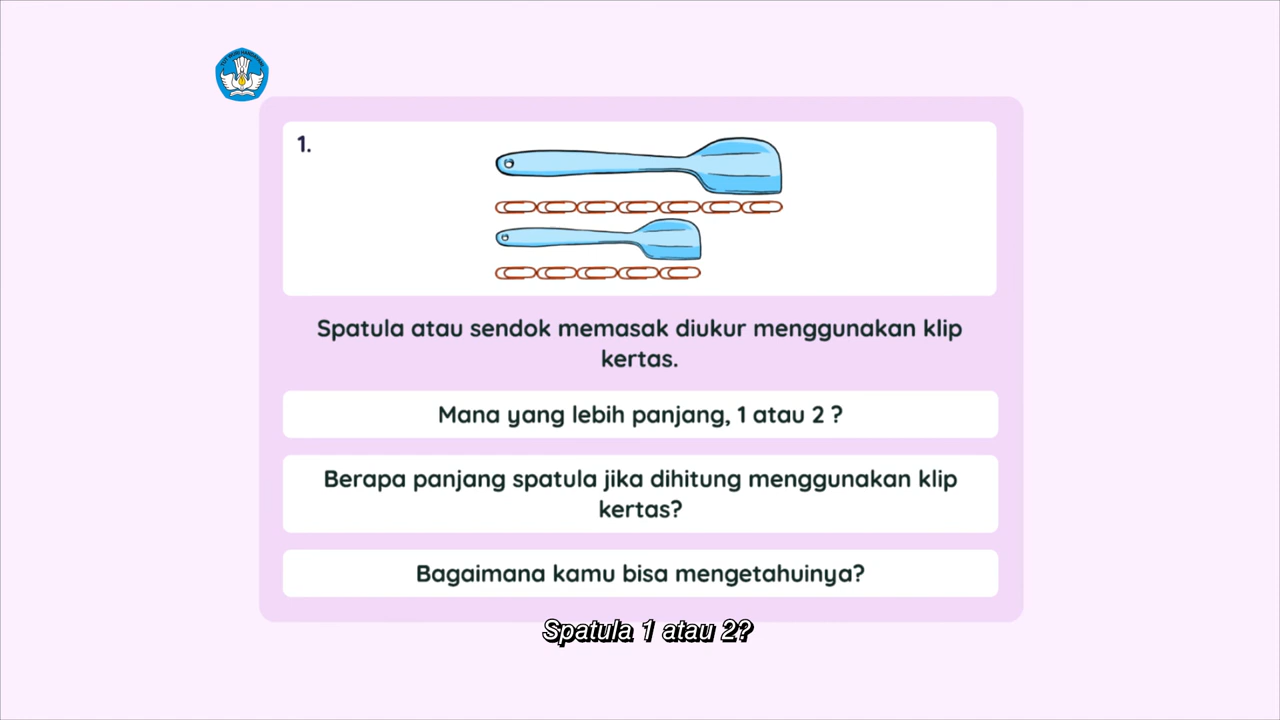 1.
Spatula atau sendok memasak diukur menggunakan klip
kertas.
Mana yang lebih panjang, 1 atau 2 ?
Berapa panjang spatula jika dihitung menggunakan klip
kertas?
Bagaimana kamu bisa mengetahuinya?
Spatula 1 atau 2?